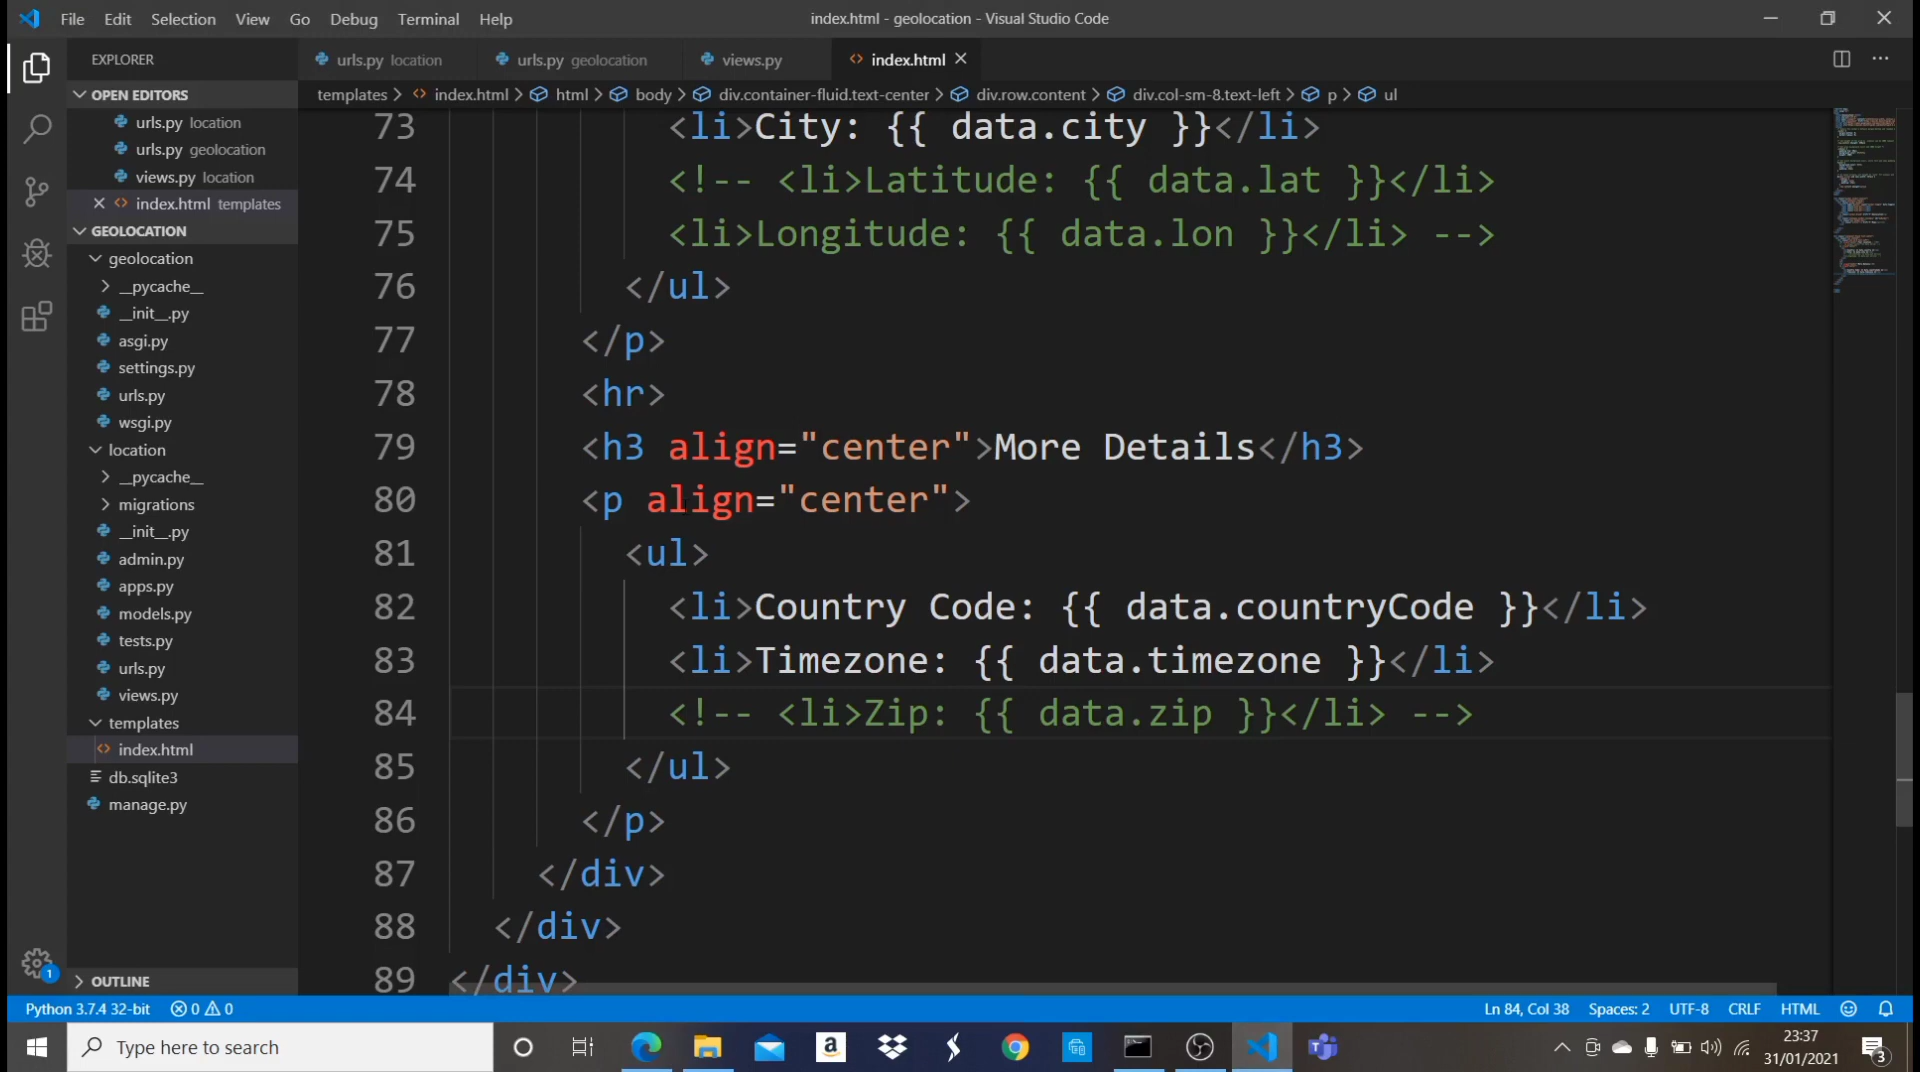 File Edit Selection View Go Debug Terminal Help
index.html - geolocation - Visual Studio Code
EXPLORER
urls.py location
urls.py geolocation
views.py
index.html
OPEN EDITORS
templates > index.html > html > body > div.container-fluid.text-center > div.row.content > div.col-sm-8.text-left > p > ul
urls.py location
urls.py geolocation
views.py location
index.html templates
GEOLOCATION
geolocation
__pycache__
__init__.py
asgi.py
settings.py
urls.py
wsgi.py
location
__pycache__
migrations
__init__.py
admin.py
apps.py
models.py
tests.py
urls.py
views.py
templates
index.html
db.sqlite3
manage.py
OUTLINE
73 <li>City: {{ data.city }}</li>
74 <!-- <li>Latitude: {{ data.lat }}</li>
75 <li>Longitude: {{ data.lon }}</li> -->
76 </ul>
77 </p>
78 <hr>
79 <h3 align="center">More Details</h3>
80 <p align="center">
81 <ul>
82 <li>Country Code: {{ data.countryCode }}</li>
83 <li>Timezone: {{ data.timezone }}</li>
84 <!-- <li>Zip: {{ data.zip }}</li> -->
85 </ul>
86 </p>
87 </div>
88 </div>
89 </div>
1
Python 3.7.4 32-bit 0 0 Ln 84, Col 38 Spaces: 2 UTF-8 CRLF HTML
Type here to search
a
23:37
31/01/2021
3